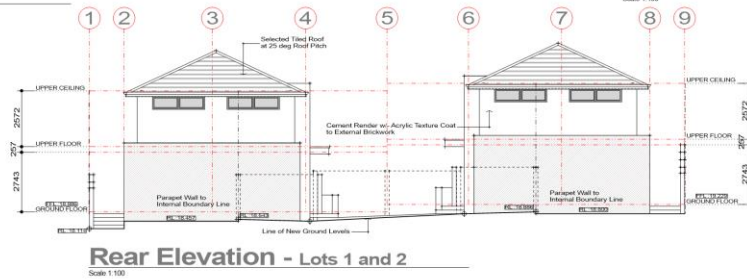 1 2 3 4 5 6 7 8 9
Selected Tiled Roof
at 25 deg Roof Pitch
UPPER CEILING
UPPER CEILING
2572
2572
Cement Render w- Acrylic Texture Coat
to External Brickwork
UPPER FLOOR
UPPER FLOOR
257
257
2743
2743
Parapet Wall to
Internal Boundary Line
Parapet Wall to
Internal Boundary Line
GROUND FLOOR
GROUND FLOOR
Line of New Ground Levels
Rear Elevation - Lots 1 and 2
Scale 1:100